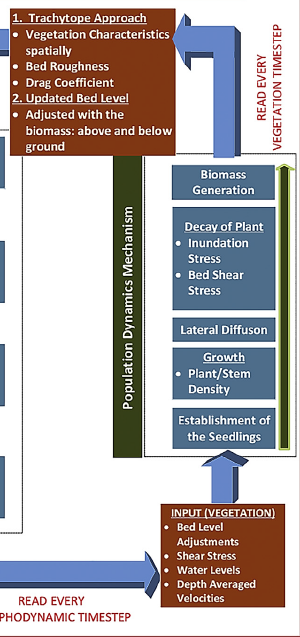 1. Trachytope Approach
• Vegetation Characteristics
spatially
• Bed Roughness
• Drag Coefficient
2. Updated Bed Level
• Adjusted with the
biomass: above and below
ground
READ EVERY
VEGETATION TIMESTEP
Population Dynamics Mechanism
Biomass
Generation
Decay of Plant
• Inundation
Stress
• Bed Shear
Stress
Lateral Diffuson
Growth
• Plant/Stem
Density
Establishment of
the Seedlings
INPUT (VEGETATION)
• Bed Level
Adjustments
• Shear Stress
• Water Levels
• Depth Averaged
Velocities
READ EVERY
PHODYNAMIC TIMESTEP